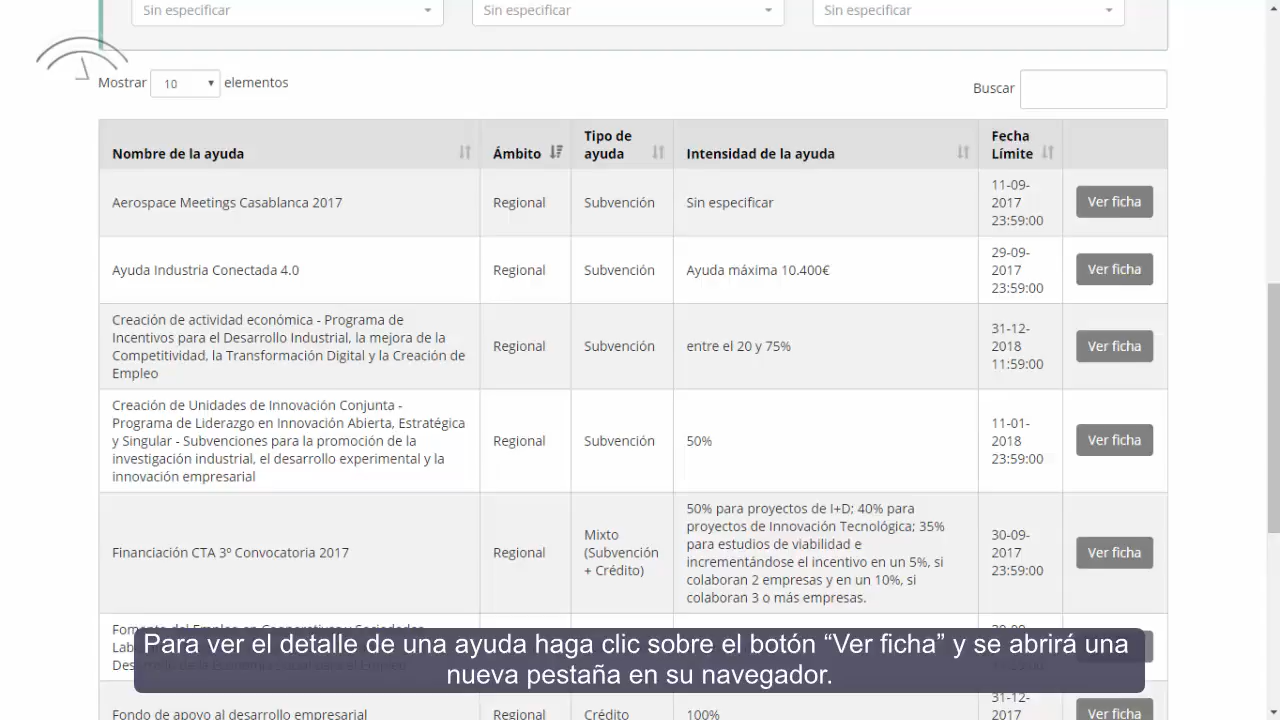 Sin especificar Sin especificar Sin especificar
Mostrar 10 elementos
Buscar
Nombre de la ayuda Ámbito Tipo de ayuda Intensidad de la ayuda Fecha Límite
Aerospace Meetings Casablanca 2017 Regional Subvención Sin especificar 11-09-2017 23:59:00 Ver ficha
Ayuda Industria Conectada 4.0 Regional Subvención Ayuda máxima 10.400€ 29-09-2017 23:59:00 Ver ficha
Creación de actividad económica - Programa de
Incentivos para el Desarrollo Industrial, la mejora de la
Competitividad, la Transformación Digital y la Creación de
Empleo
Regional Subvención entre el 20 y 75% 31-12-2018 11:59:00 Ver ficha
Creación de Unidades de Innovación Conjunta -
Programa de Liderazgo en Innovación Abierta, Estratégica
y Singular - Subvenciones para la promoción de la
investigación industrial, el desarrollo experimental y la
innovación empresarial
Regional Subvención 50% 11-01-2018 23:59:00 Ver ficha
Financiación CTA 3º Convocatoria 2017 Regional
Mixto
(Subvención
+ Crédito)
50% para proyectos de I+D; 40% para
proyectos de Innovación Tecnológica; 35%
para estudios de viabilidad e
incrementándose el incentivo en un 5%, si
colaboran 2 empresas y en un 10%, si
colaboran 3 o más empresas.
30-09-2017 23:59:00 Ver ficha
Para ver el detalle de una ayuda haga clic sobre el botón “Ver ficha” y se abrirá una
nueva pestaña en su navegador.
Fondo de apoyo al desarrollo empresarial Regional Crédito 100% 31-12-2017 Ver ficha